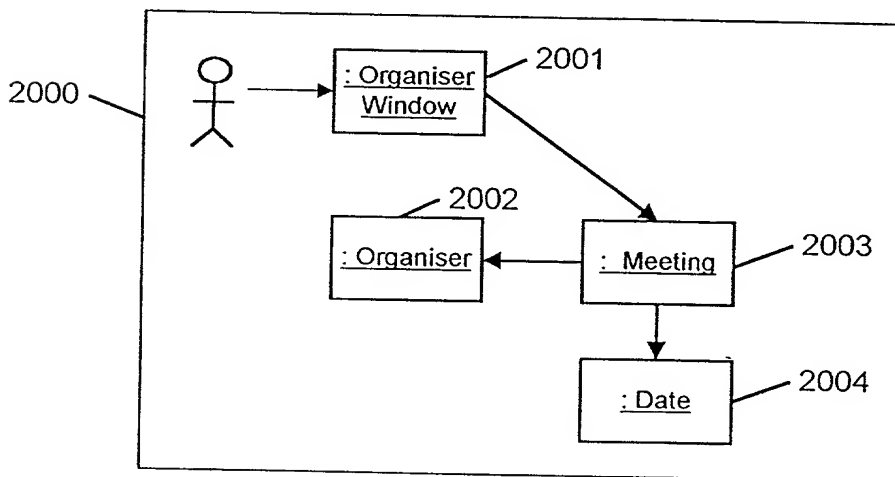 2000
: Organiser
Window
2001
2002
: Organiser
: Meeting
2003
: Date
2004